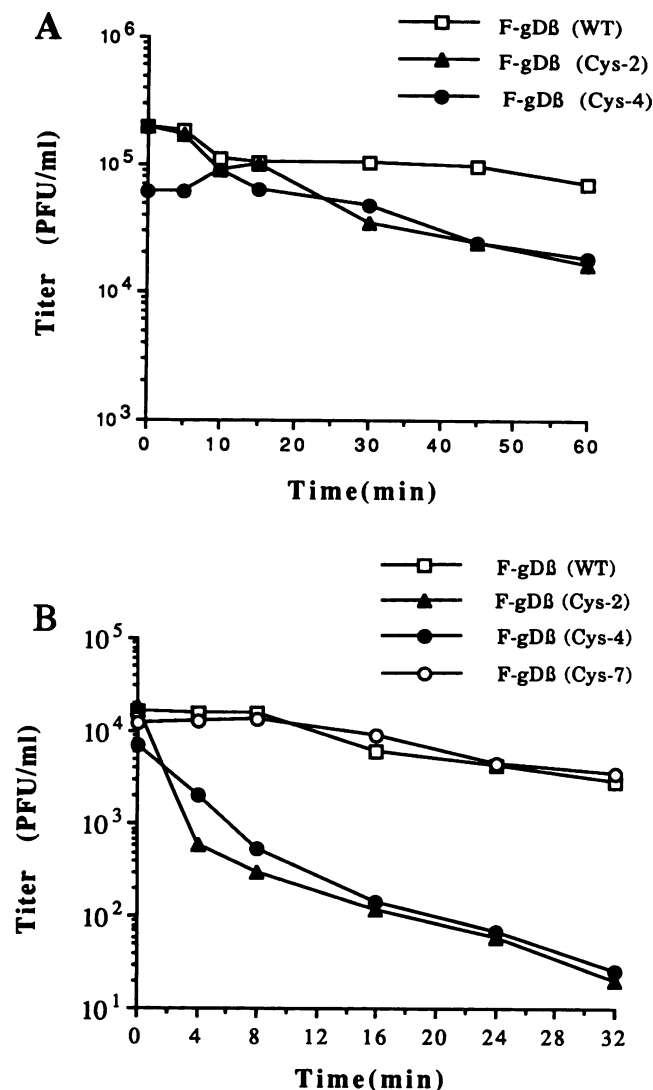 A
F-gDß (WT)
F-gDß (Cys-2)
F-gDß (Cys-4)
10⁶
10⁵
10⁴
10³
Titer (PFU/ml)
0 10 20 30 40 50 60
Time(min)
B
F-gDß (WT)
F-gDß (Cys-2)
F-gDß (Cys-4)
F-gDß (Cys-7)
10⁵
10⁴
10³
10²
10¹
Titer (PFU/ml)
0 4 8 12 16 20 24 28 32
Time(min)